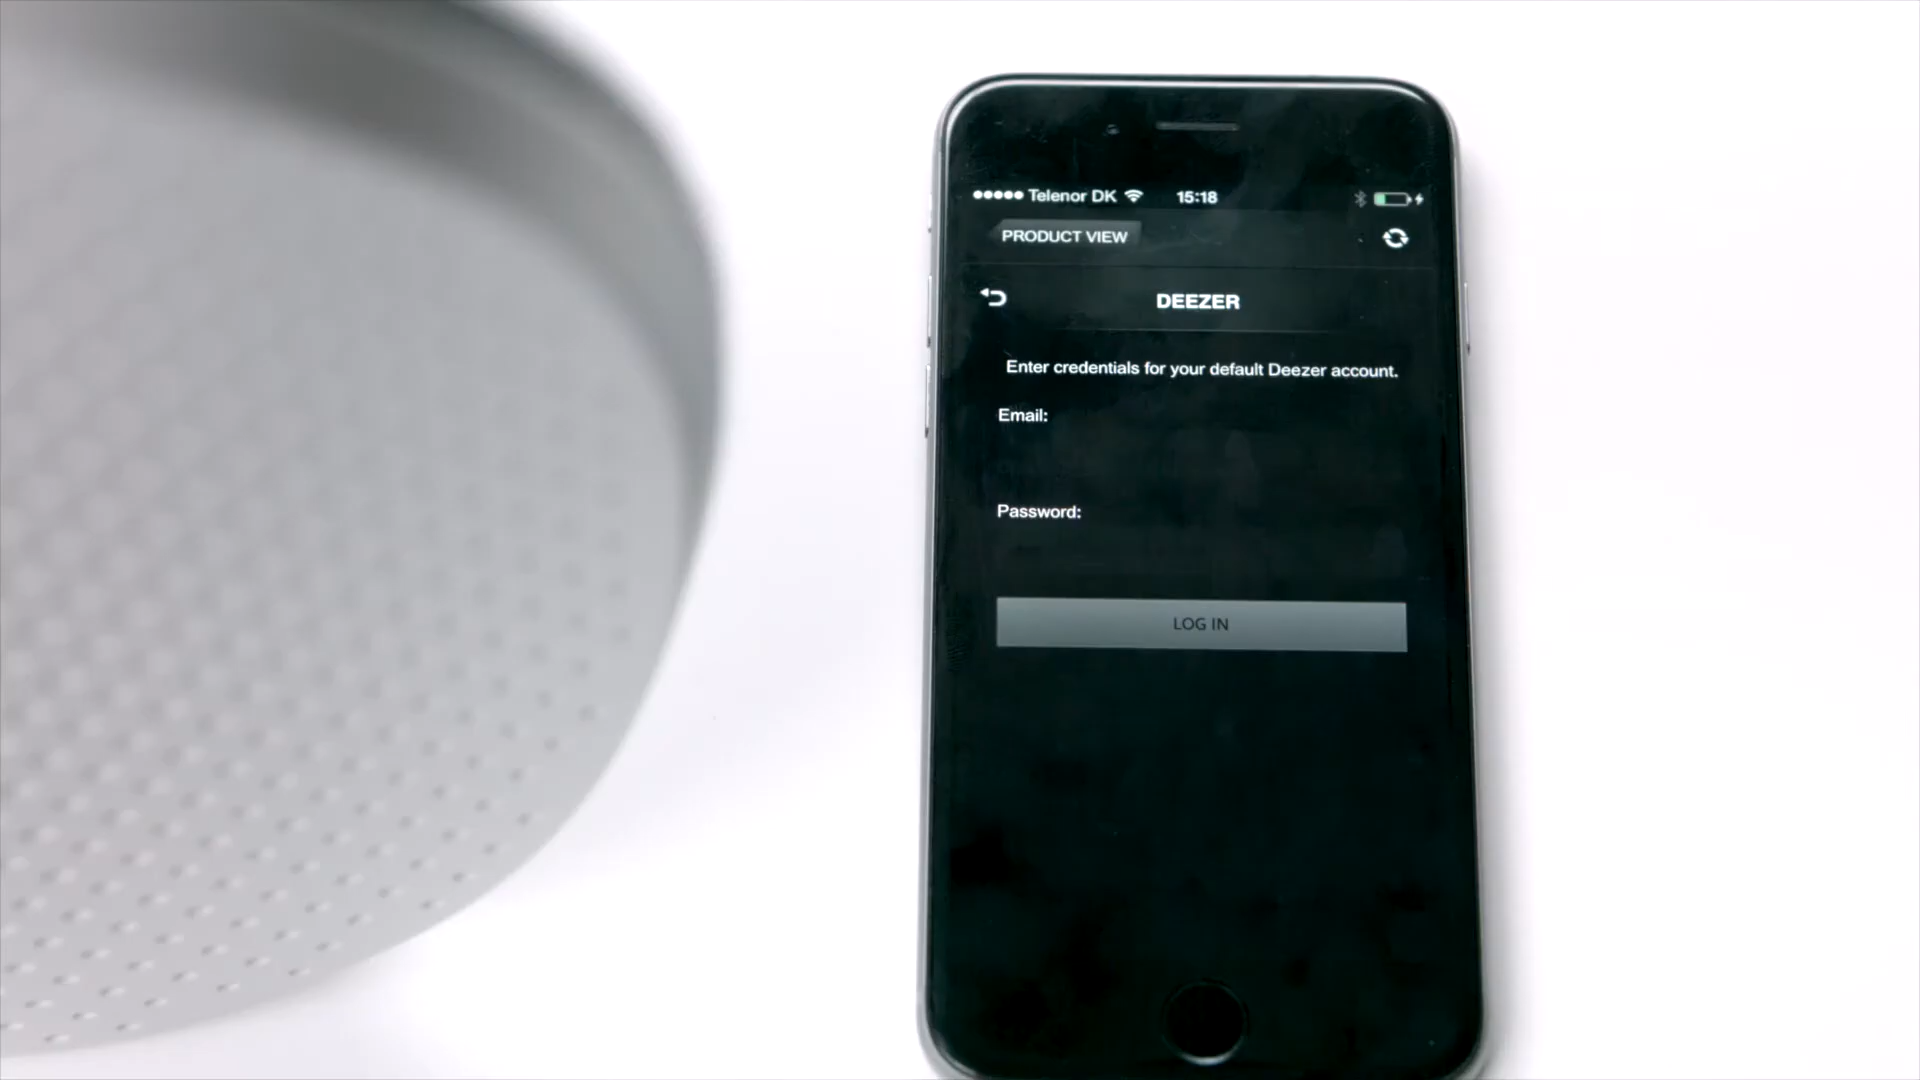 Telenor DK 15:18
PRODUCT VIEW
DEEZER
Enter credentials for your default Deezer account.
Email:
Password:
LOG IN